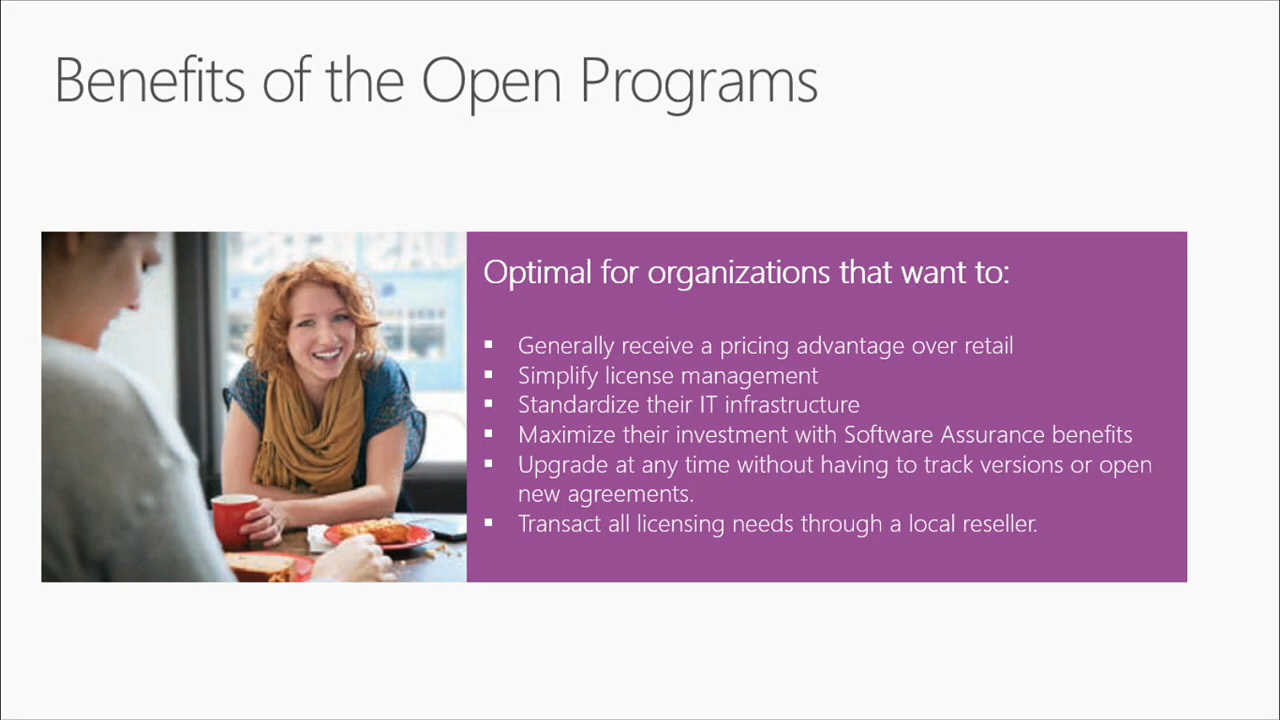 Benefits of the Open Programs
Optimal for organizations that want to:
▪ Generally receive a pricing advantage over retail
▪ Simplify license management
▪ Standardize their IT infrastructure
▪ Maximize their investment with Software Assurance benefits
▪ Upgrade at any time without having to track versions or open
new agreements.
▪ Transact all licensing needs through a local reseller.